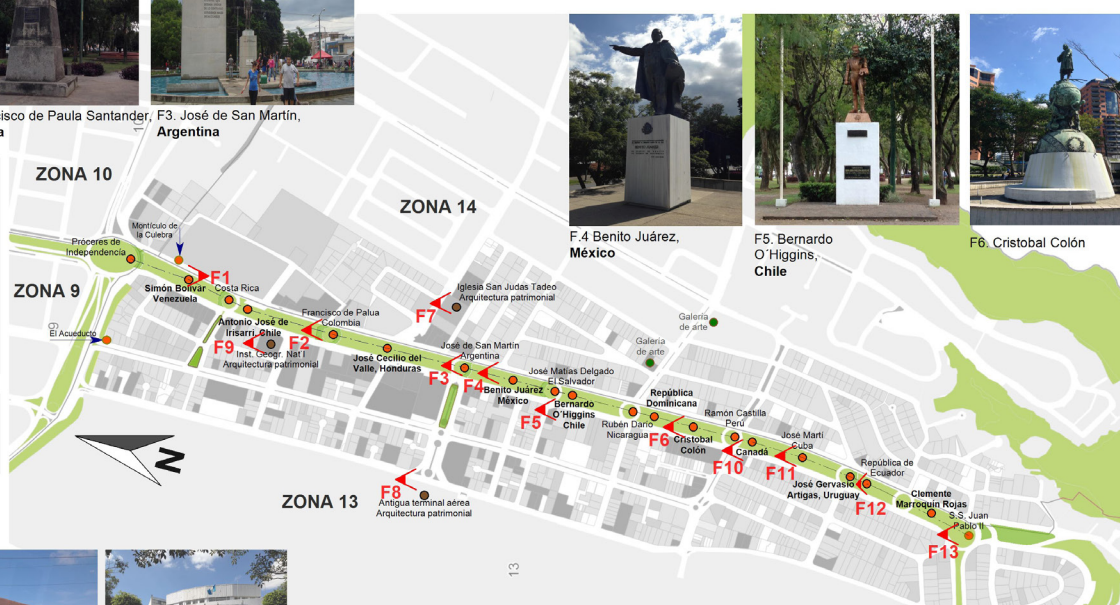 isco de Paula Santander,
a
F3. José de San Martín,
Argentina
F.4 Benito Juárez,
México
F5. Bernardo
O´Higgins,
Chile
F6. Cristobal Colón
ZONA 10
ZONA 14
ZONA 9
ZONA 13
10
9
13
Montículo de
la Culebra
Próceres de
Independencia
F1
Simón Bolívar
Venezuela
Costa Rica
El Acueducto
Antonio José de
Irisarri, Chile
F9
Inst. Geogr. Nat´l
Arquitectura patrimonial
Francisco de Palua
Colombia
F2
Iglesia San Judas Tadeo
Arquitectura patrimonial
F7
José Cecilio del
Valle, Honduras
José de San Martín
Argentina
F3
F4
Benito Juárez
México
José Matías Delgado
El Salvador
F5
Bernardo
O´Higgins
Chile
Galería
de arte
Galería
de arte
República
Dominicana
Rubén Darío
Nicaragua
F6
Cristobal
Colón
Ramón Castilla
Perú
F10
Canadá
José Martí
Cuba
F11
República de
Ecuador
José Gervasio
Artigas, Uruguay
F12
Clemente
Marroquín Rojas
S.S. Juan
Pablo II
F13
F8
Antigua terminal aérea
Arquitectura patrimonial
N